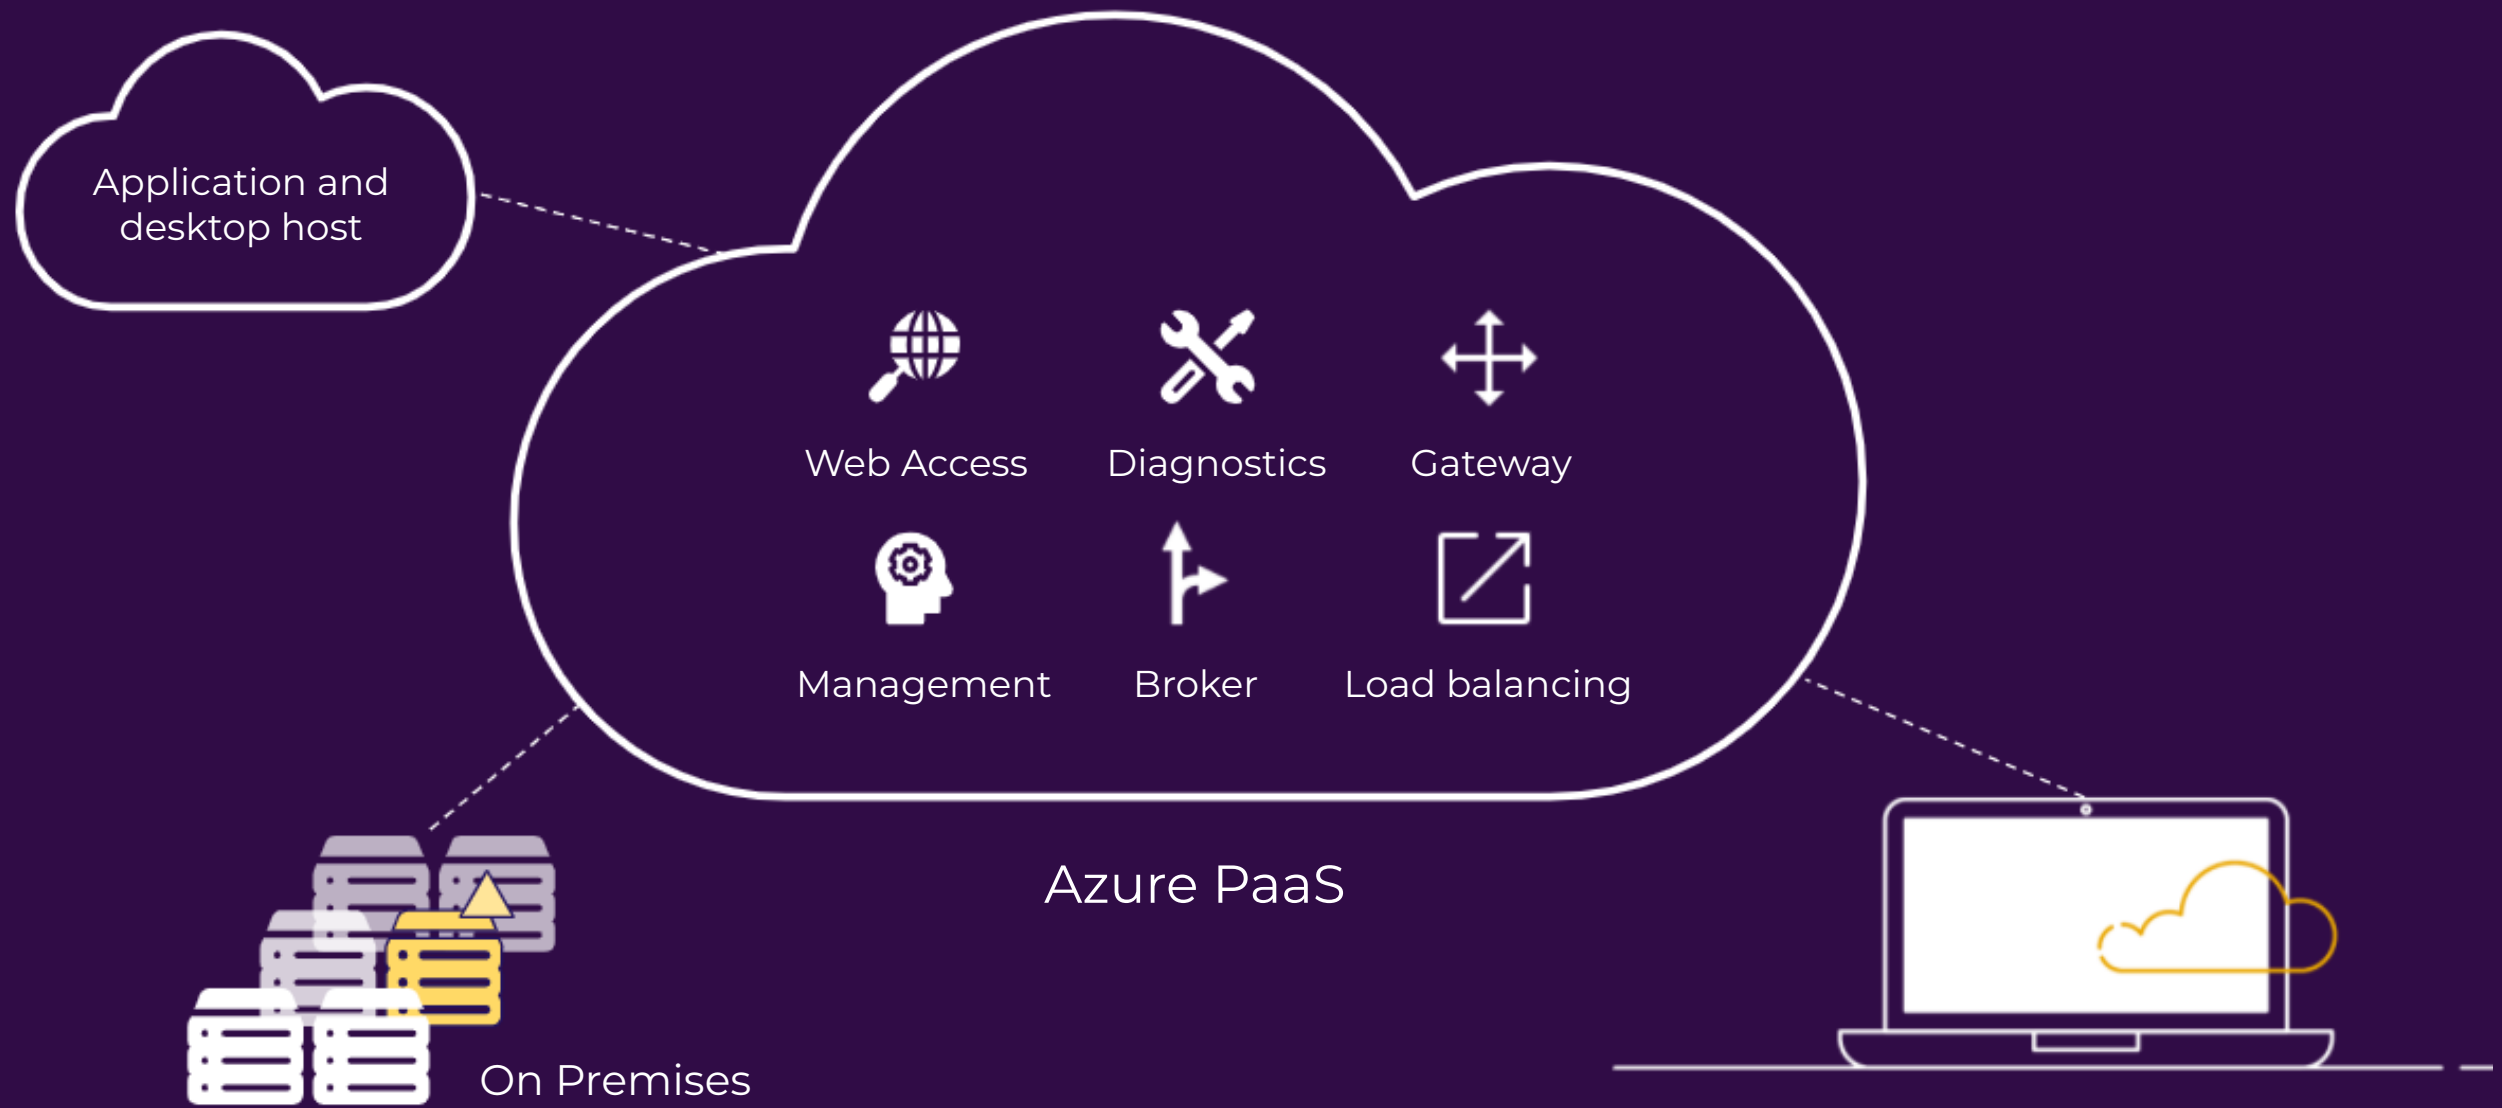 Application and
desktop host
Web Access
Diagnostics
Gateway
Management
Broker
Load balancing
Azure PaaS
On Premises